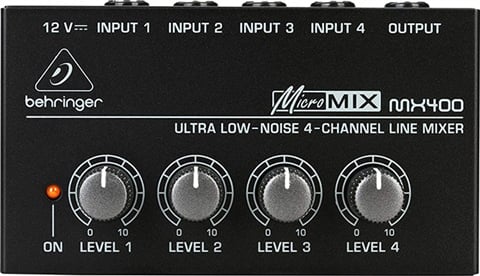 12 V⎓ INPUT 1 INPUT 2 INPUT 3 INPUT 4 OUTPUT
behringer
MicroMIX MX400
ULTRA LOW-NOISE 4-CHANNEL LINE MIXER
0 10 0 10 0 10 0 10
ON LEVEL 1 LEVEL 2 LEVEL 3 LEVEL 4